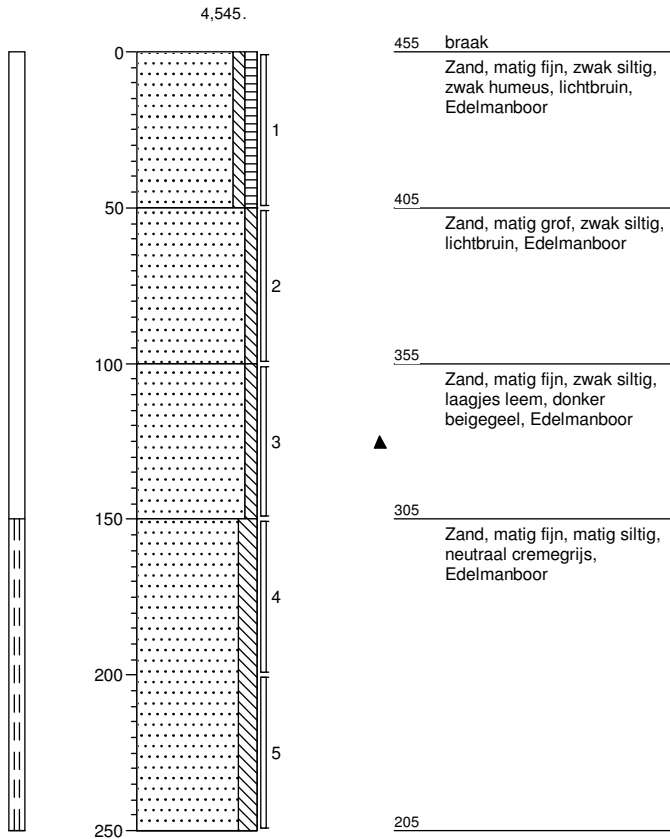 4,545.
0
50
100
150
200
250
1
2
3
4
5
455 braak
Zand, matig fijn, zwak siltig,
zwak humeus, lichtbruin,
Edelmanboor
405
Zand, matig grof, zwak siltig,
lichtbruin, Edelmanboor
355
Zand, matig fijn, zwak siltig,
laagjes leem, donker
beigegeel, Edelmanboor
305
Zand, matig fijn, matig siltig,
neutraal cremegrijs,
Edelmanboor
205